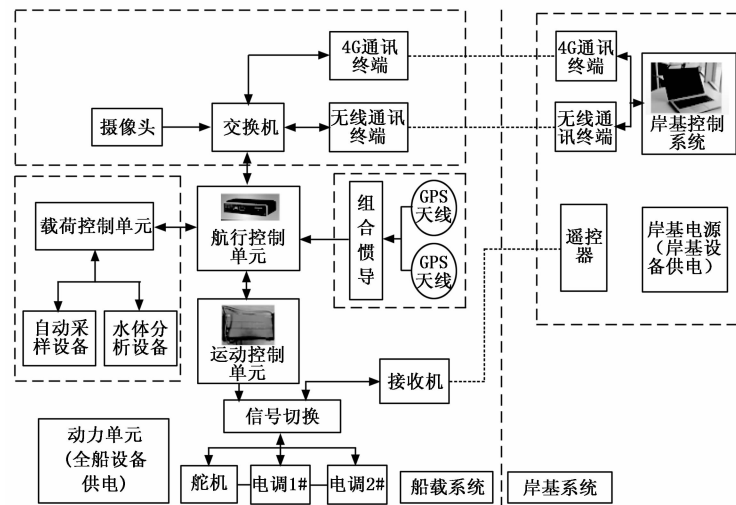 4G通讯
终端
4G通讯
终端
摄像头
交换机
无线通讯
终端
无线通
讯终端
岸基控制
系统
载荷控制单元
航行控制
单元
组
合
惯
导
GPS
天线
GPS
天线
遥控
器
岸基电源
(岸基设
备供电)
自动采
样设备
水体分
析设备
运动控制
单元
接收机
信号切换
动力单元
(全船设备
供电)
舵机
电调1#
电调2#
船载系统
岸基系统